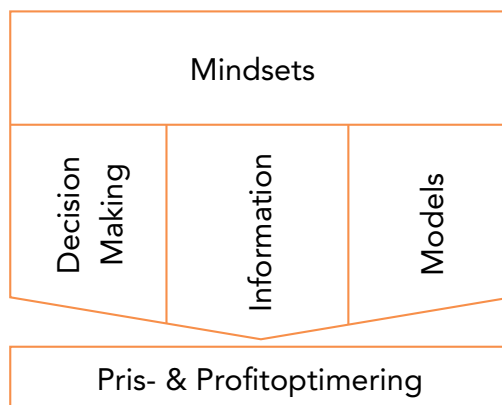 Mindsets
Decision
Making
Information
Models
Pris- & Profitoptimering